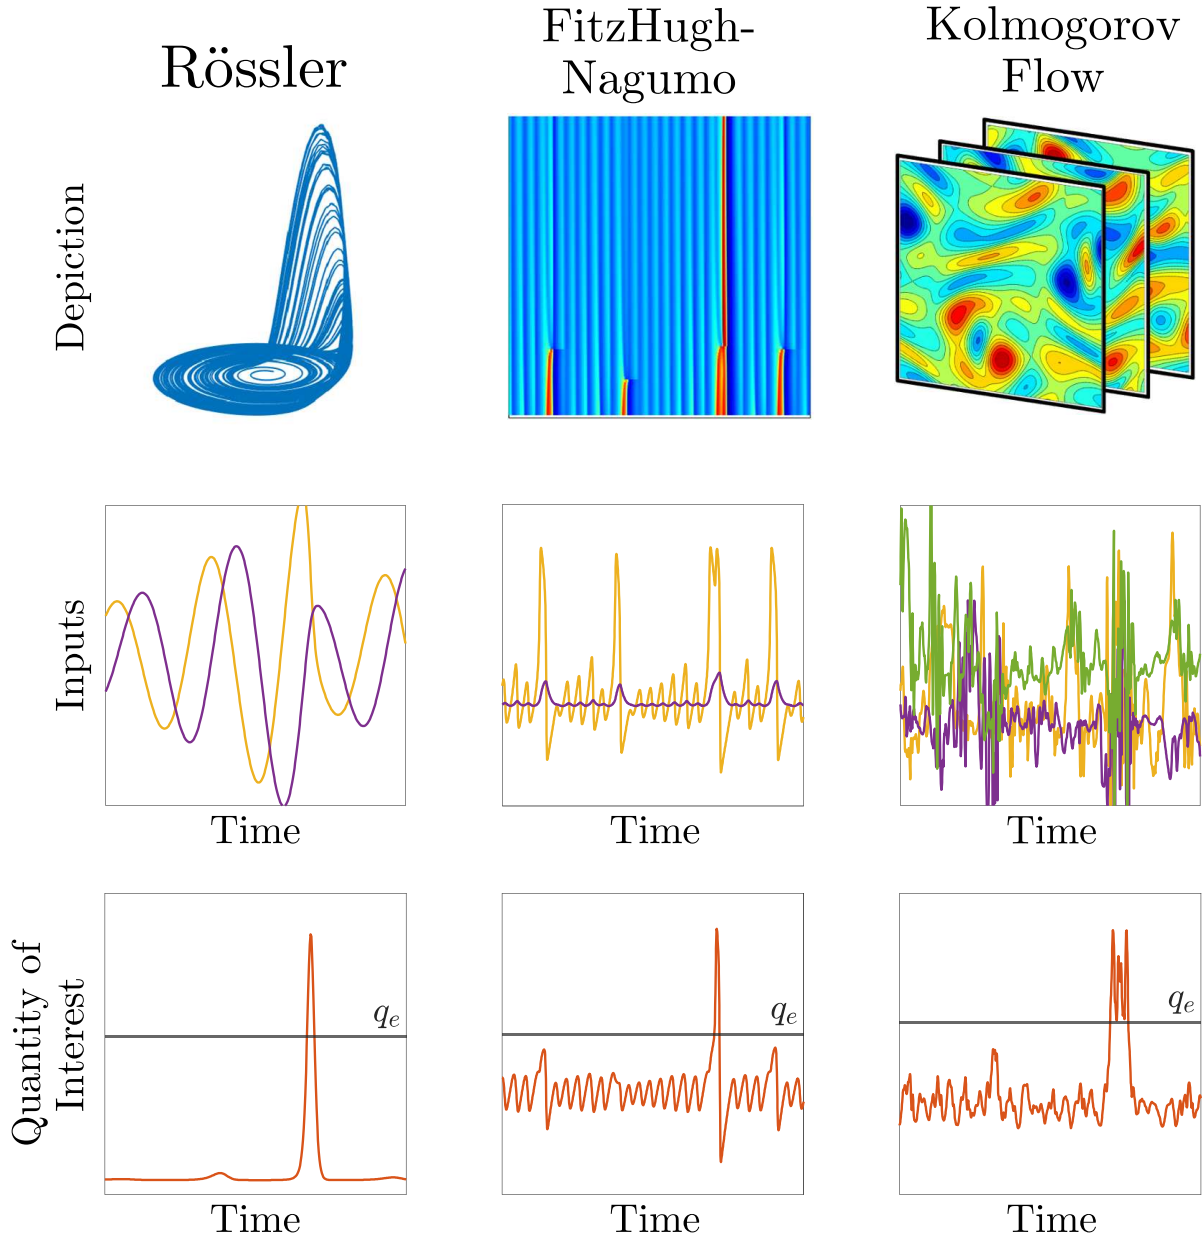 Rössler
FitzHugh-
Nagumo
Kolmogorov
Flow
Depiction
Inputs
Time
Time
Time
Quantity of
Interest
q_e
q_e
q_e
Time
Time
Time